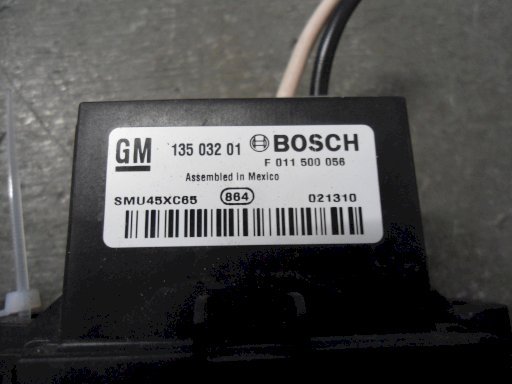 GM 135 032 01 BOSCH
F 011 500 056
Assembled in Mexico
SMU45XC65 864 021310